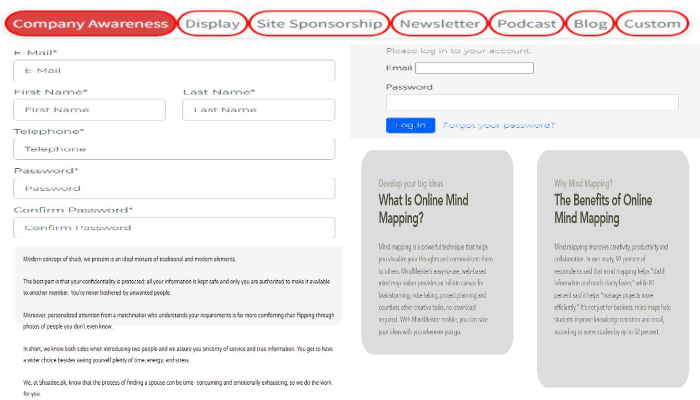 Company Awareness
Display
Site Sponsorship
Newsletter
Podcast
Blog
Custom
E-Mail*
E-Mail
First Name*
Last Name*
First Name
Last Name
Telephone*
Telephone
Password*
Password
Confirm Password*
Confirm Password
Modern concept of shadi, we present is an ideal mixture of traditional and modern elements.
The best part is that your confidentiality is protected; all your information is kept safe and only you are authorized to make it available
to another member. You're never bothered by unwanted people.
Moreover, personalized attention from a matchmaker who understands your requirements is far more comforting than flipping through
photos of people you don't even know.
In short, we know both sides when introducing two people and we assure you sincerity of service and true information. You get to have
a wider choice besides saving yourself plenty of time, energy, and stress.
We, at Shaadee.pk, know that the process of finding a spouse can be time- consuming and emotionally exhausting, so we do the work
for you.
Please log in to your account.
Email
Password
Log In
Forgot your password?
Develop your big ideas
What Is Online Mind
Mapping?
Mind mapping is a powerful technique that helps
you visualize your thoughts and communicate them
to others. MindMeister's easy-to-use, web-based
mind map maker provides an infinite canvas for
brainstorming, note taking, project planning and
countless other creative tasks, no download
required. With MindMeister mobile, you can take
your ideas with you wherever you go.
Why Mind Mapping?
The Benefits of Online
Mind Mapping
Mind mapping improves creativity, productivity and
collaboration. In one study, 92 percent of
respondents said that mind mapping helps "distill
information and reach clarity faster," while 81
percent said it helps "manage projects more
efficiently." It's not just for business: mind maps help
students improve knowledge retention and recall,
according to some studies by up to 32 percent.